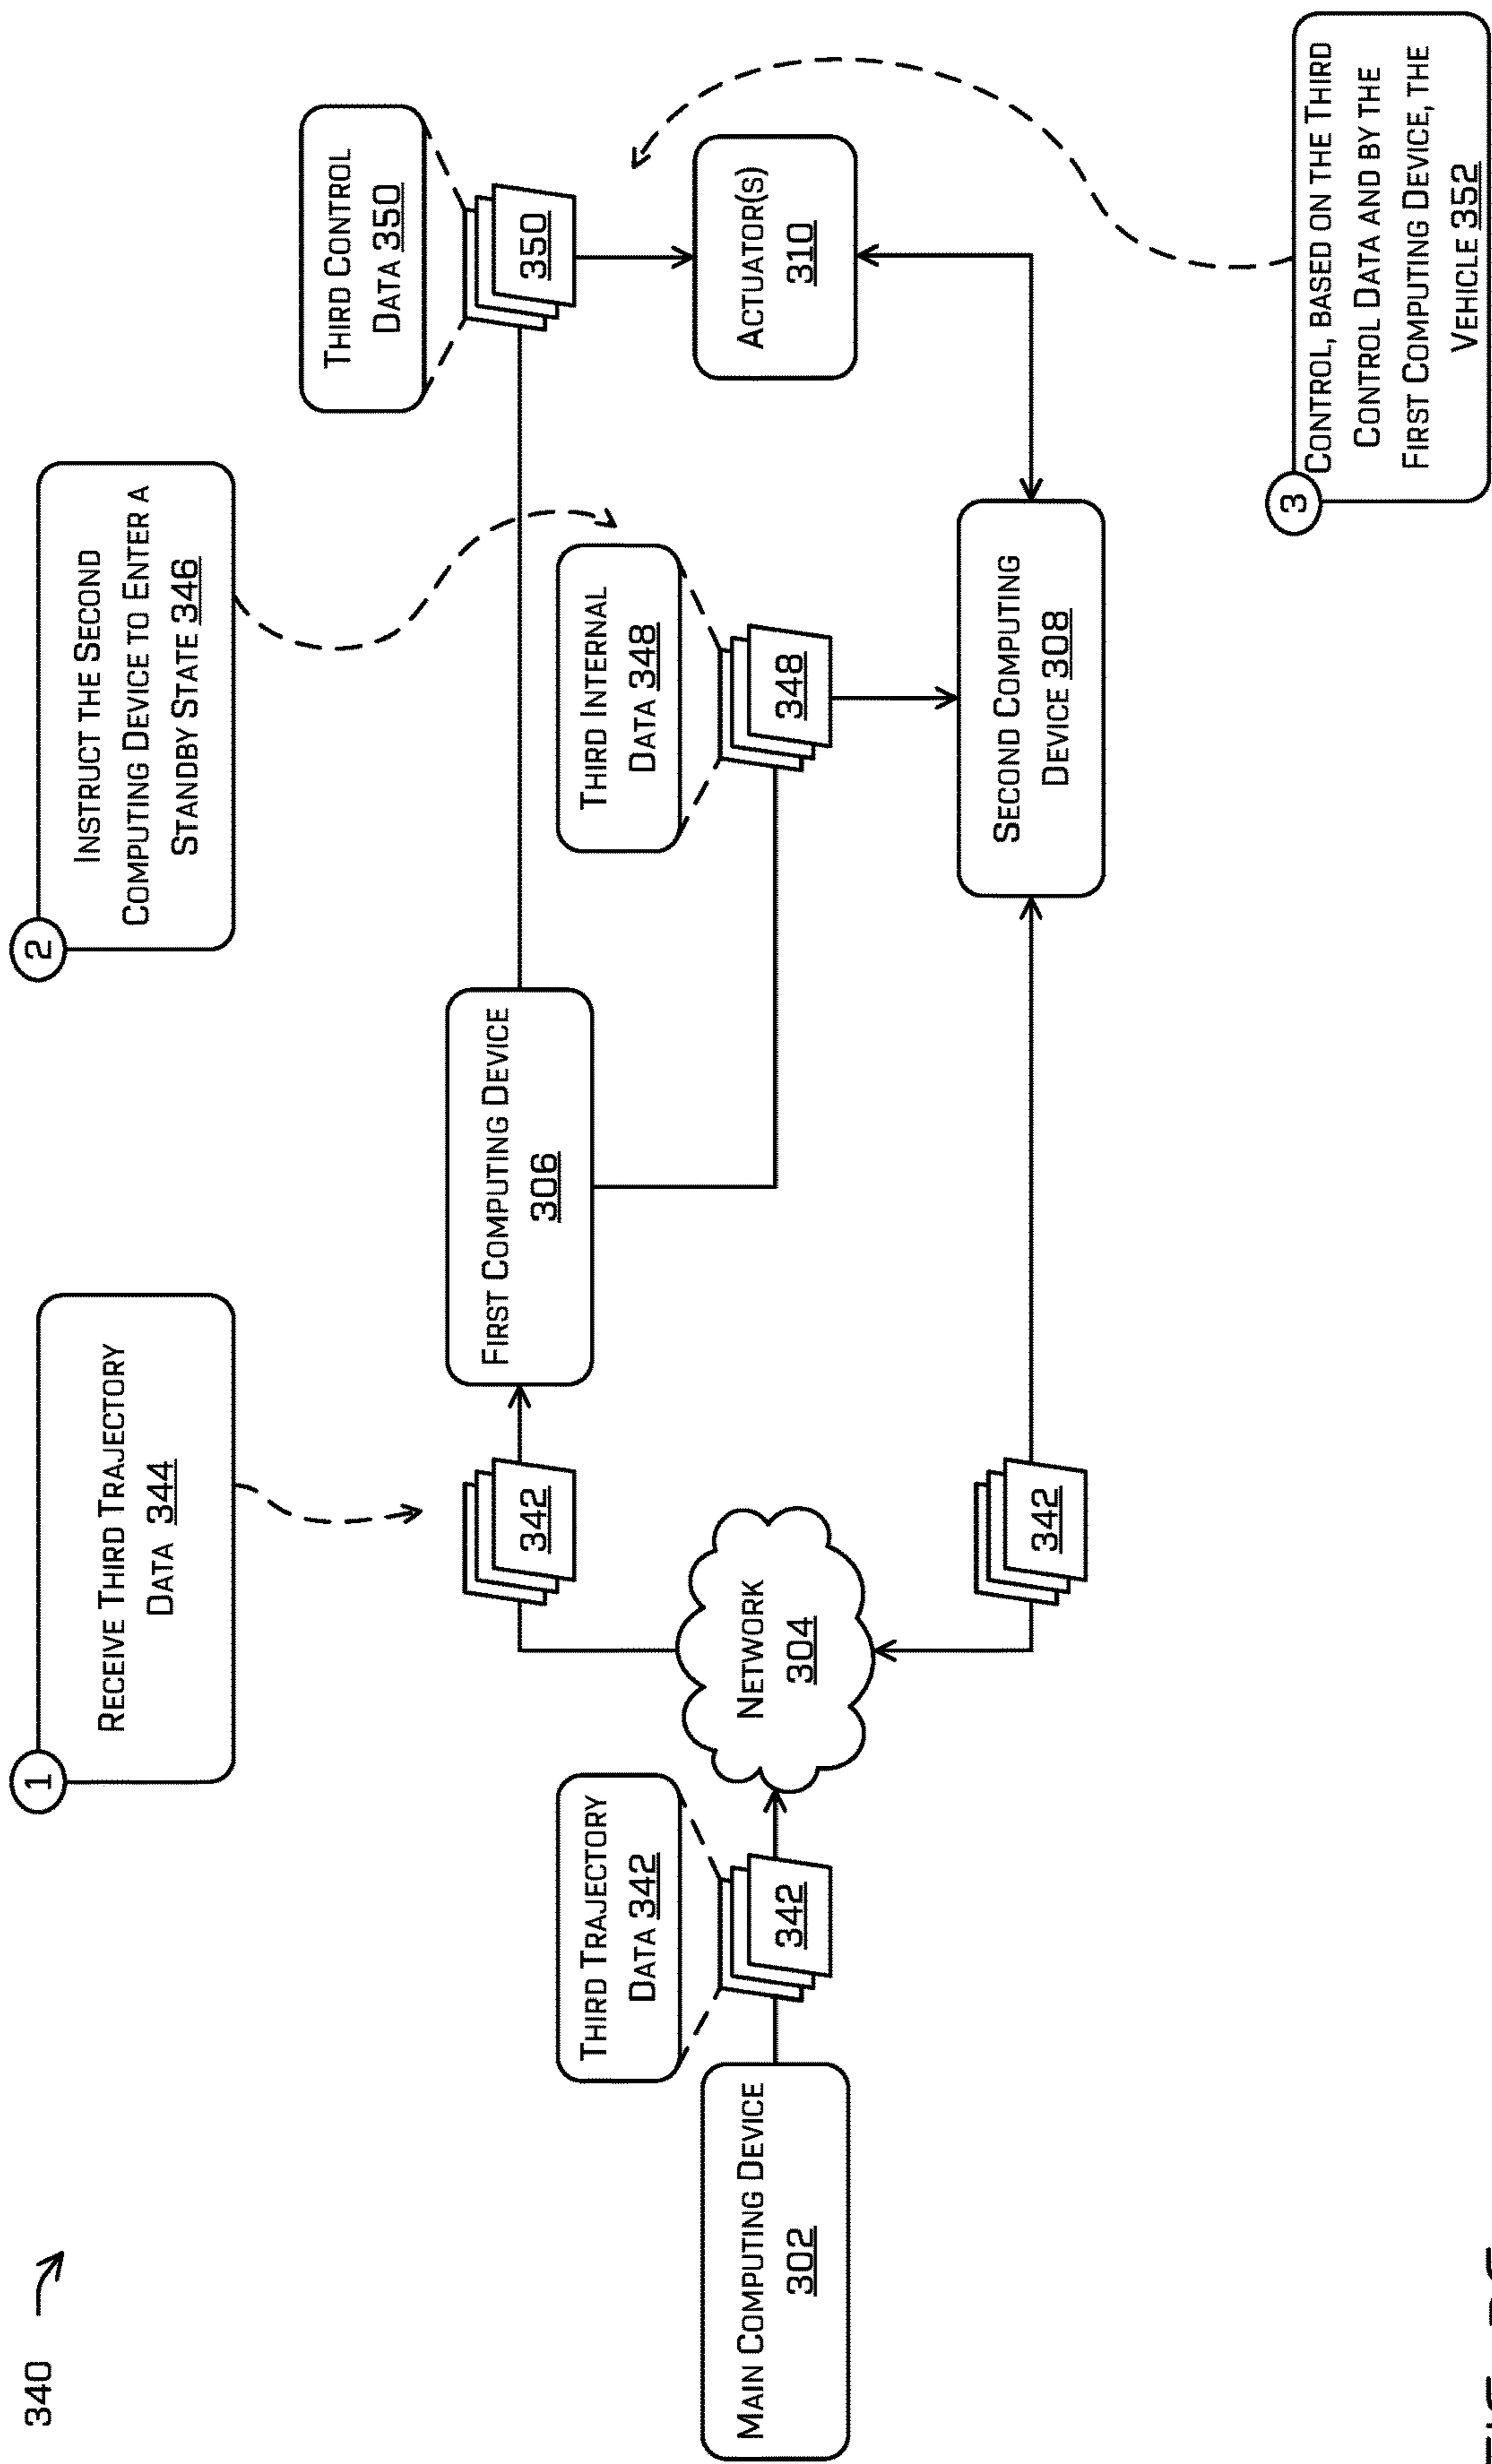 340
1
RECEIVE THIRD TRAJECTORY
DATA 344
2
INSTRUCT THE SECOND
COMPUTING DEVICE TO ENTER A
STANDBY STATE 346
THIRD CONTROL
DATA 350
350
342
FIRST COMPUTING DEVICE
306
THIRD TRAJECTORY
DATA 342
342
THIRD INTERNAL
DATA 348
348
MAIN COMPUTING DEVICE
302
NETWORK
304
ACTUATOR(S)
310
342
SECOND COMPUTING
DEVICE 308
3
CONTROL, BASED ON THE THIRD
CONTROL DATA AND BY THE
FIRST COMPUTING DEVICE, THE
VEHICLE 352